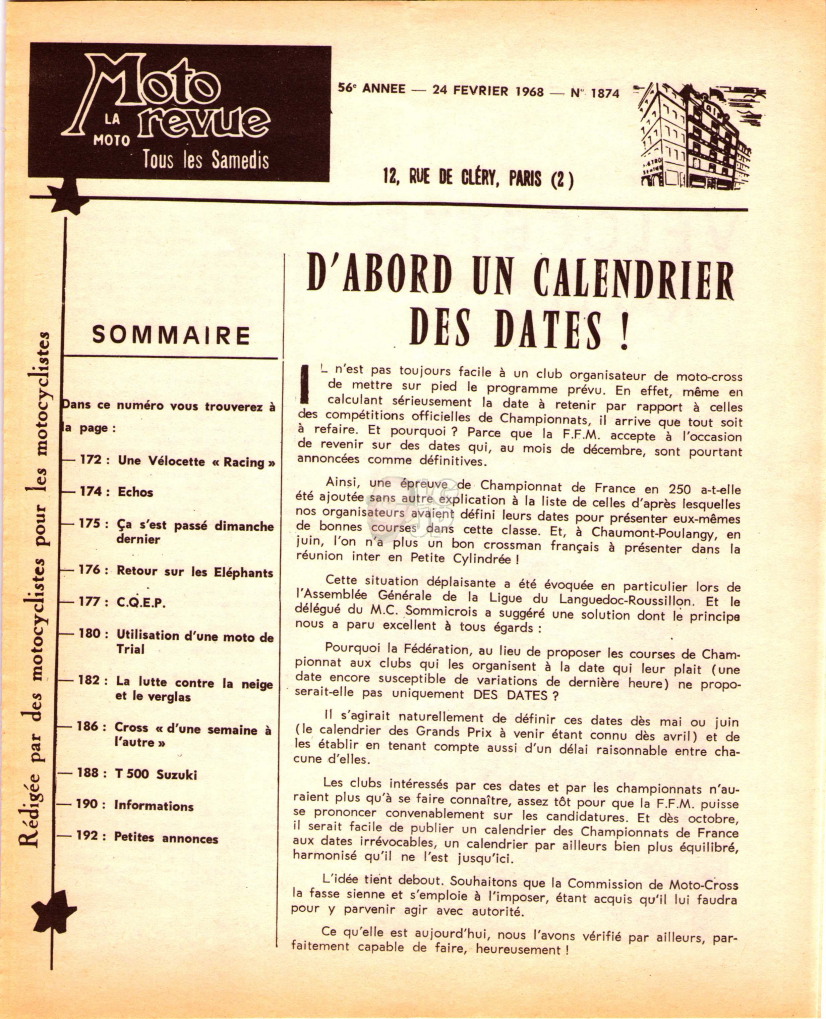 Moto
LA
MOTO
revue
Tous les Samedis
56e ANNEE — 24 FEVRIER 1968 — N° 1874
12, RUE DE CLÉRY, PARIS (2)
Rédigée par des motocyclistes pour les motocyclistes
SOMMAIRE
Dans ce numéro vous trouverez à
la page :
— 172 : Une Vélocette « Racing »
— 174 : Echos
— 175 : Ça s'est passé dimanche
dernier
— 176 : Retour sur les Eléphants
— 177 : C.Q.E.P.
— 180 : Utilisation d'une moto de
Trial
— 182 : La lutte contre la neige
et le verglas
— 186 : Cross « d'une semaine à
l'autre »
— 188 : T 500 Suzuki
— 190 : Informations
— 192 : Petites annonces
D'ABORD UN CALENDRIER
DES DATES !
IL n'est pas toujours facile à un club organisateur de moto-cross
de mettre sur pied le programme prévu. En effet, même en
calculant sérieusement la date à retenir par rapport à celles
des compétitions officielles de Championnats, il arrive que tout soit
à refaire. Et pourquoi ? Parce que la F.F.M. accepte à l'occasion
de revenir sur des dates qui, au mois de décembre, sont pourtant
annoncées comme définitives.
Ainsi, une épreuve de Championnat de France en 250 a-t-elle
été ajoutée sans autre explication à la liste de celles d'après lesquelles
nos organisateurs avaient défini leurs dates pour présenter eux-mêmes
de bonnes courses dans cette classe. Et, à Chaumont-Poulangy, en
juin, l'on n'a plus un bon crossman français à présenter dans la
réunion inter en Petite Cylindrée !
Cette situation déplaisante a été évoquée en particulier lors de
l'Assemblée Générale de la Ligue du Languedoc-Roussillon. Et le
délégué du M.C. Sommicrois a suggéré une solution dont le principe
nous a paru excellent à tous égards :
Pourquoi la Fédération, au lieu de proposer les courses de Cham-
pionnat aux clubs qui les organisent à la date qui leur plait (une
date encore susceptible de variations de dernière heure) ne propo-
serait-elle pas uniquement DES DATES ?
Il s'agirait naturellement de définir ces dates dès mai ou juin
(le calendrier des Grands Prix à venir étant connu dès avril) et de
les établir en tenant compte aussi d'un délai raisonnable entre cha-
cune d'elles.
Les clubs intéressés par ces dates et par les championnats n'au-
raient plus qu'à se faire connaître, assez tôt pour que la F.F.M. puisse
se prononcer convenablement sur les candidatures. Et dès octobre,
il serait facile de publier un calendrier des Championnats de France
aux dates irrévocables, un calendrier par ailleurs bien plus équilibré,
harmonisé qu'il ne l'est jusqu'ici.
L'idée tient debout. Souhaitons que la Commission de Moto-Cross
la fasse sienne et s'emploie à l'imposer, étant acquis qu'il lui faudra
pour y parvenir agir avec autorité.
Ce qu'elle est aujourd'hui, nous l'avons vérifié par ailleurs, par-
faitement capable de faire, heureusement !